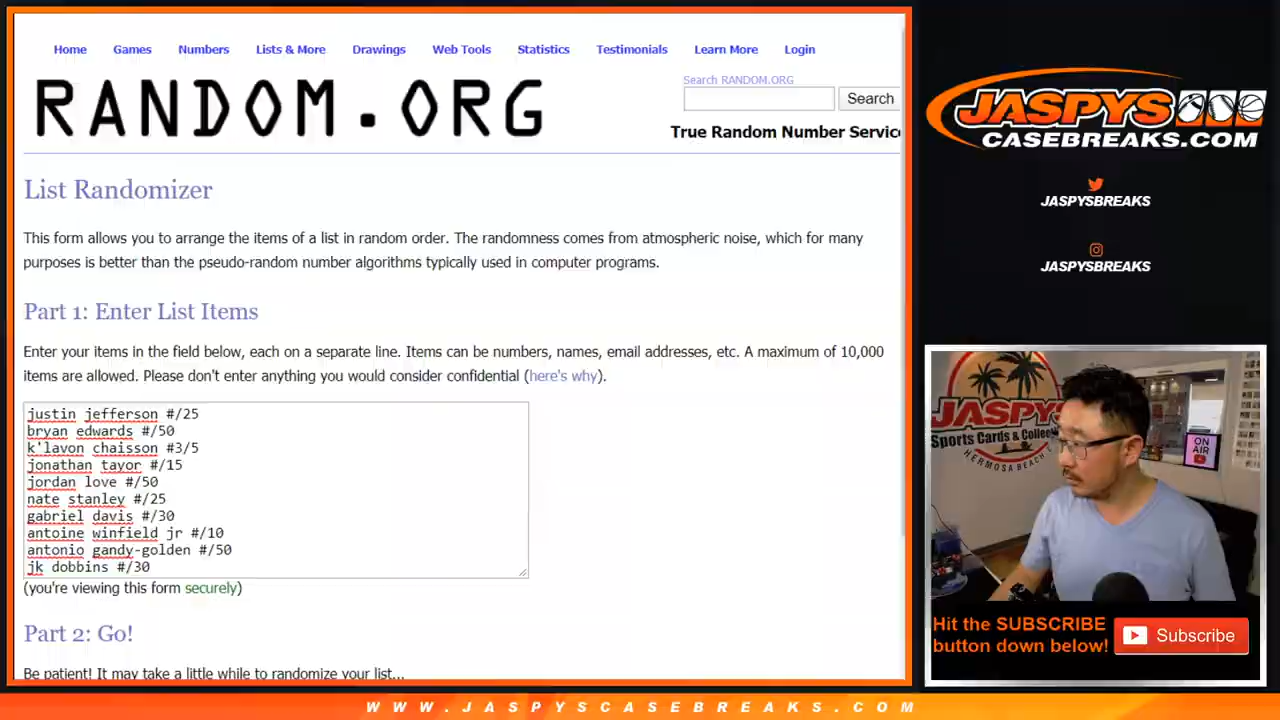 Home Games Numbers Lists & More Drawings Web Tools Statistics Testimonials Learn More Login
RANDOM.ORG
Search RANDOM.ORG
Search
True Random Number Servic
List Randomizer
This form allows you to arrange the items of a list in random order. The randomness comes from atmospheric noise, which for many
purposes is better than the pseudo-random number algorithms typically used in computer programs.
Part 1: Enter List Items
Enter your items in the field below, each on a separate line. Items can be numbers, names, email addresses, etc. A maximum of 10,000
items are allowed. Please don't enter anything you would consider confidential (here's why).
justin jefferson #/25
bryan edwards #/50
k'lavon chaisson #3/5
jonathan tayor #/15
jordan love #/50
nate stanley #/25
gabriel davis #/30
antoine winfield jr #/10
antonio gandy-golden #/50
jk dobbins #/30
(you're viewing this form securely)
Part 2: Go!
Be patient! It may take a little while to randomize your list...
JASPYS
CASEBREAKS.COM
JASPYSBREAKS
JASPYSBREAKS
JASPYS
Sports Cards & Collec
HERMOSA BEACH,
ON
AIR
Hit the SUBSCRIBE
button down below!
Subscribe
WWW.JASPYSCASEBREAKS.COM